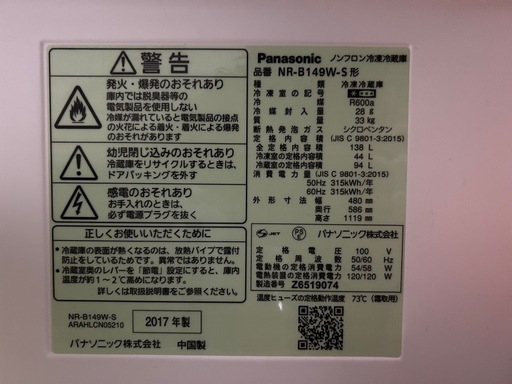 警告
発火・爆発のおそれあり
庫内では脱臭器等の
電気製品を使用しないで
冷媒が漏れていると電気製品の接点
の火花による着火・爆発により発火
のおそれがあります
幼児閉じ込めのおそれあり
冷蔵庫をリサイクルするときは、
ドアパッキングを外す
感電のおそれあり
お手入れのときは、
必ず電源プラグを抜く
正しくお使いいただくために
・冷蔵庫の表面が熱くなるのは、放熱パイプで露付
防止をしているためです。異常ではありません。
・冷蔵室奥のレバーを「節電」設定にすると、庫内温
度が約1〜2℃高めになります。
詳しくは取扱説明書をご覧ください。
NR-B149W-S
ARAHLCN05210
2017年製
パナソニック株式会社 中国製
Panasonic ノンフロン冷凍冷蔵庫
品番 NR-B149W-S形
種類 冷凍冷蔵庫
冷凍室の記号
冷媒 R600a
冷媒封入量 28g
質量 33kg
断熱発泡ガス シクロペンタン
定格内容積 (JIS C 9801-3:2015)
全定格内容積 138 L
冷凍室の定格内容積 44 L
冷蔵室の定格内容積 94 L
消費電力量 (JIS C 9801-3:2015)
50Hz 315kWh/年
60Hz 315kWh/年
外形寸法 幅 480 mm
奥行 586 mm
高さ 1119 mm
JET PSE パナソニック株式会社
定格電圧 100 V
定格周波数 50/60 Hz
電動機の定格消費電力 54/58 W
電熱装置の定格消費電力 120/120 W
製造番号 Z6519074
温度ヒューズの定格動作温度 73℃ (霜取用)